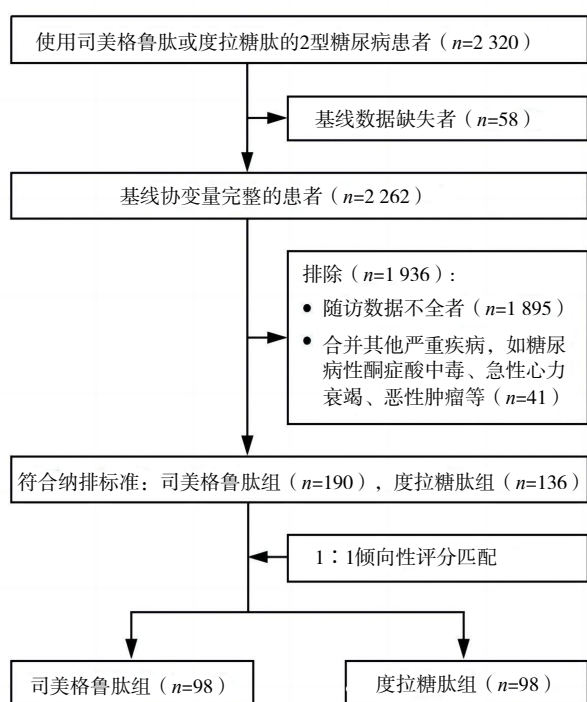 使用司美格鲁肽或度拉糖肽的2型糖尿病患者（n=2 320）
基线数据缺失者（n=58）
基线协变量完整的患者（n=2 262）
排除（n=1 936）:
• 随访数据不全者（n=1 895）
• 合并其他严重疾病，如糖尿
病性酮症酸中毒、急性心力
衰竭、恶性肿瘤等（n=41）
符合纳排标准：司美格鲁肽组（n=190），度拉糖肽组（n=136）
1∶1倾向性评分匹配
司美格鲁肽组（n=98）
度拉糖肽组（n=98）